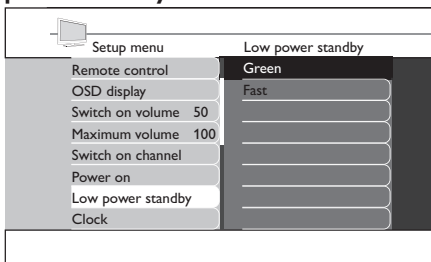 Setup menu
Low power standby
Remote control
OSD display
Switch on volume 50
Maximum volume 100
Switch on channel
Power on
Low power standby
Clock
Green
Fast